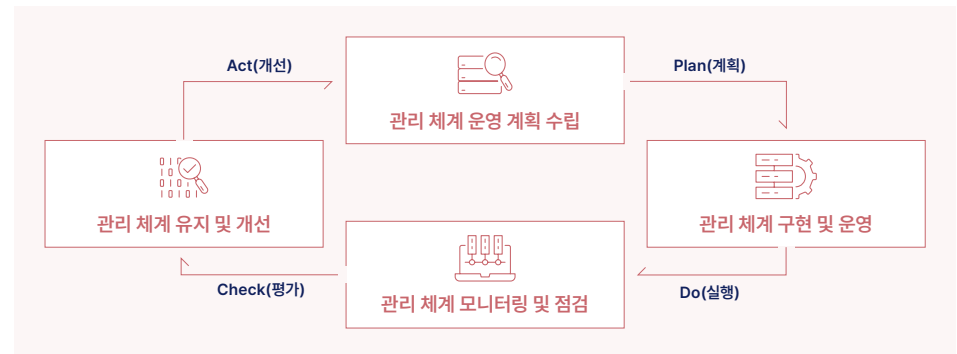 Act(개선)
Plan(계획)
관리 체계 운영 계획 수립
관리 체계 유지 및 개선
관리 체계 구현 및 운영
Check(평가)
Do(실행)
관리 체계 모니터링 및 점검